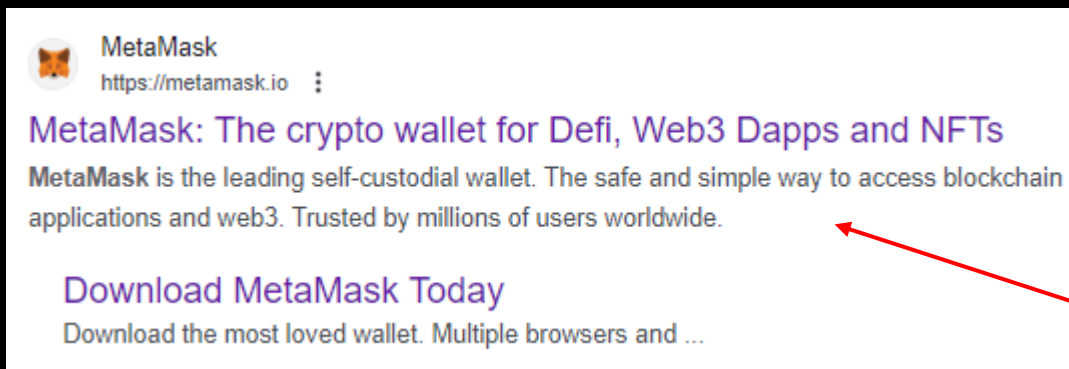 MetaMask
https://metamask.io
MetaMask: The crypto wallet for Defi, Web3 Dapps and NFTs
MetaMask is the leading self-custodial wallet. The safe and simple way to access blockchain
applications and web3. Trusted by millions of users worldwide.
Download MetaMask Today
Download the most loved wallet. Multiple browsers and ...